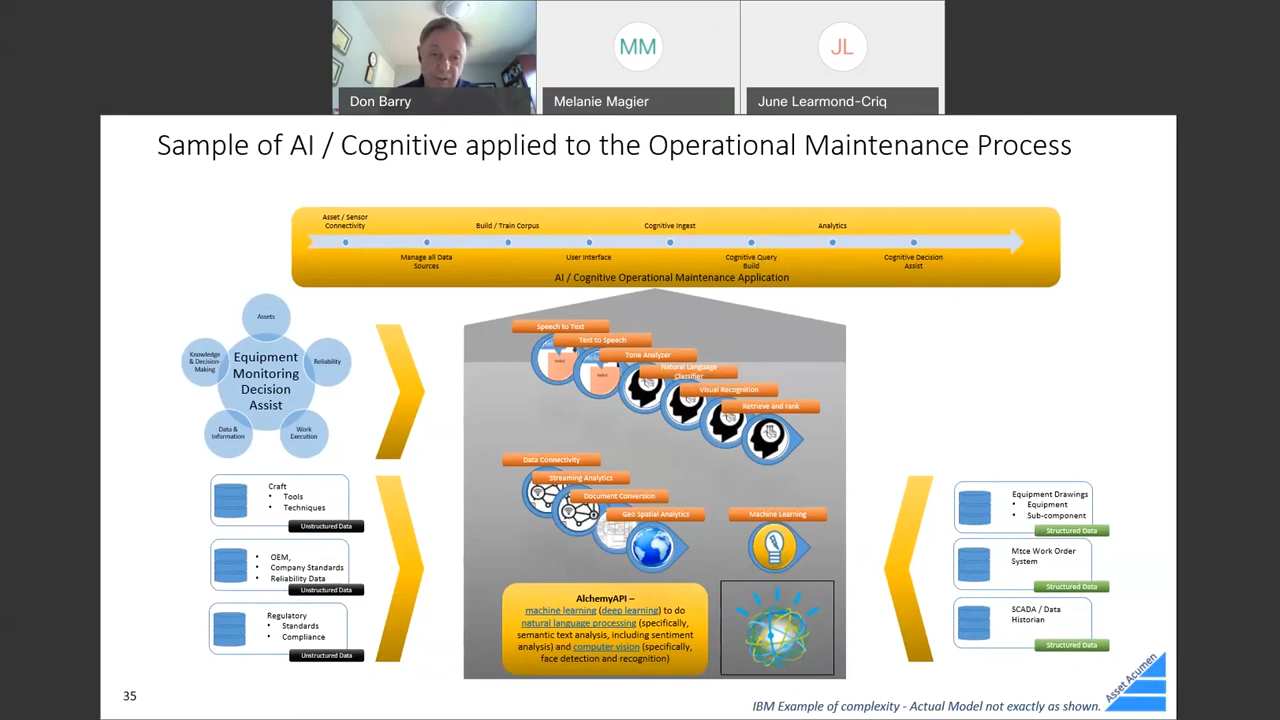 MM
JL
Don Barry
Melanie Magier
June Learmond-Criq
Sample of AI / Cognitive applied to the Operational Maintenance Process
Asset / Sensor
Connectivity
Build / Train Corpus
Cognitive Ingest
Analytics
Manage all Data
Sources
User Interface
Cognitive Query
Build
Cognitive Decision
Assist
AI / Cognitive Operational Maintenance Application
Assets
Knowledge
& Decision-
Making
Reliability
Equipment
Monitoring
Decision
Assist
Data &
Information
Work
Execution
Speech to Text
Text to Speech
Tone Analyzer
Natural Language
Classifier
Visual Recognition
Retrieve and rank
Data Connectivity
Streaming Analytics
Document Conversion
Geo Spatial Analytics
Machine Learning
Craft
• Tools
• Techniques
Unstructured Data
• OEM,
• Company Standards
• Reliability Data
Unstructured Data
Regulatory
• Standards
• Compliance
Unstructured Data
Equipment Drawings
• Equipment
• Sub-component
Structured Data
Mtce Work Order
System
Structured Data
SCADA / Data
Historian
Structured Data
AlchemyAPI –
machine learning (deep learning) to do
natural language processing (specifically,
semantic text analysis, including sentiment
analysis) and computer vision (specifically,
face detection and recognition)
35
IBM Example of complexity - Actual Model not exactly as shown.
Asset Acumen